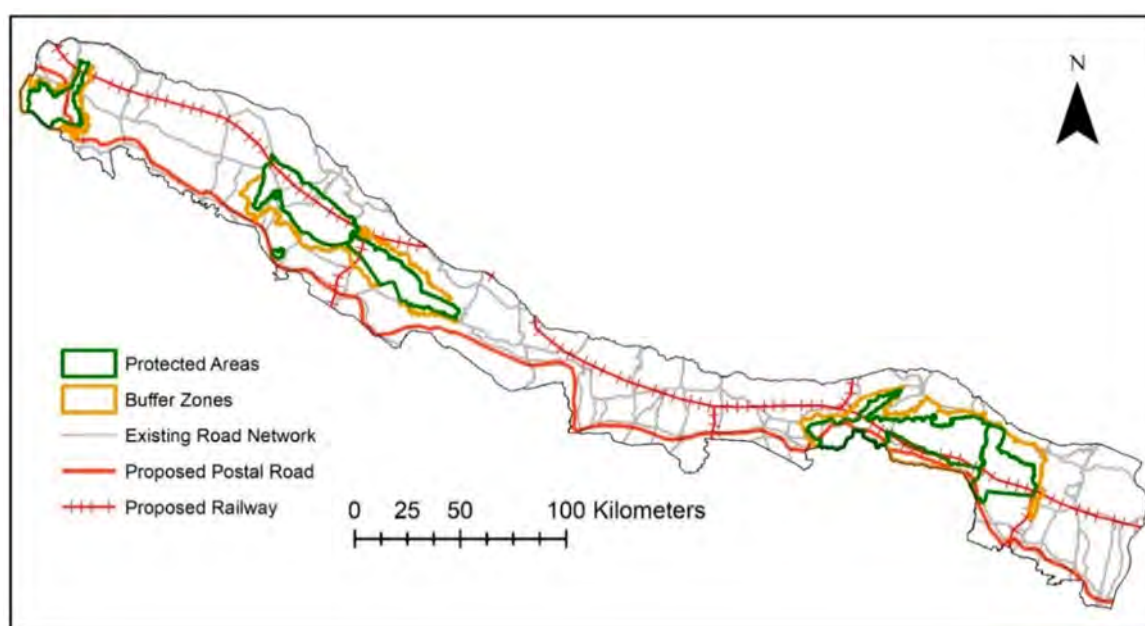 N
Protected Areas
Buffer Zones
Existing Road Network
Proposed Postal Road
Proposed Railway
0 25 50 100 Kilometers